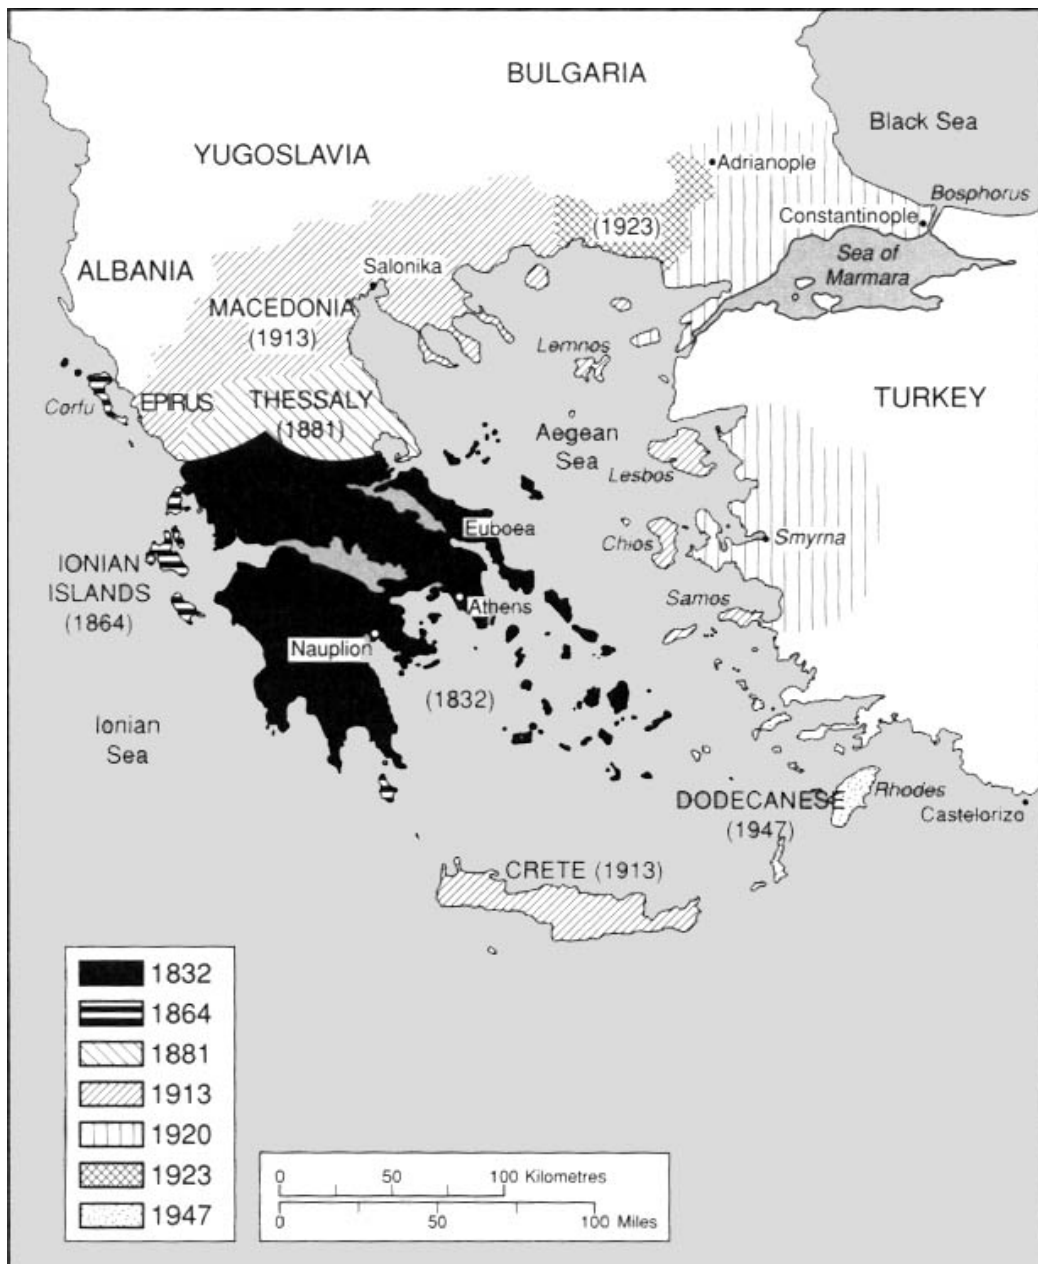 BULGARIA
Black Sea
YUGOSLAVIA
Adrianople
Bosphorus
Constantinople
(1923)
Sea of
Marmara
ALBANIA
Salonika
MACEDONIA
(1913)
Lemnos
Corfu
EPIRUS
THESSALY
(1881)
TURKEY
Aegean
Sea
Lesbos
Euboea
Chios
Smyrna
IONIAN
ISLANDS
(1864)
Athens
Samos
Nauplion
(1832)
Ionian
Sea
DODECANESE
(1947)
Rhodes
Castelorizo
CRETE (1913)
1832
1864
1881
1913
1920
1923
1947
0 50 100 Kilometres
0 50 100 Miles